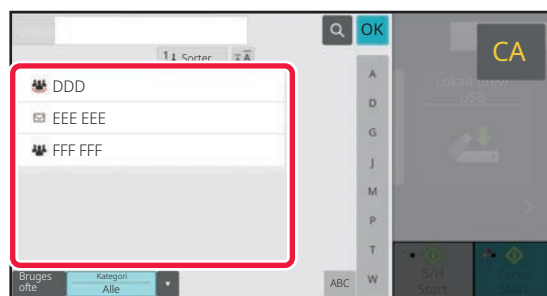 Adresse
OK
CA
1 Sorter
A
DDD
D
EEE EEE
G
FFF FFF
J
M
P
T
W
Lokalt drev/
USB
Bruges
ofte
Kategori
Alle
ABC
S/H
Start
Farve
Start